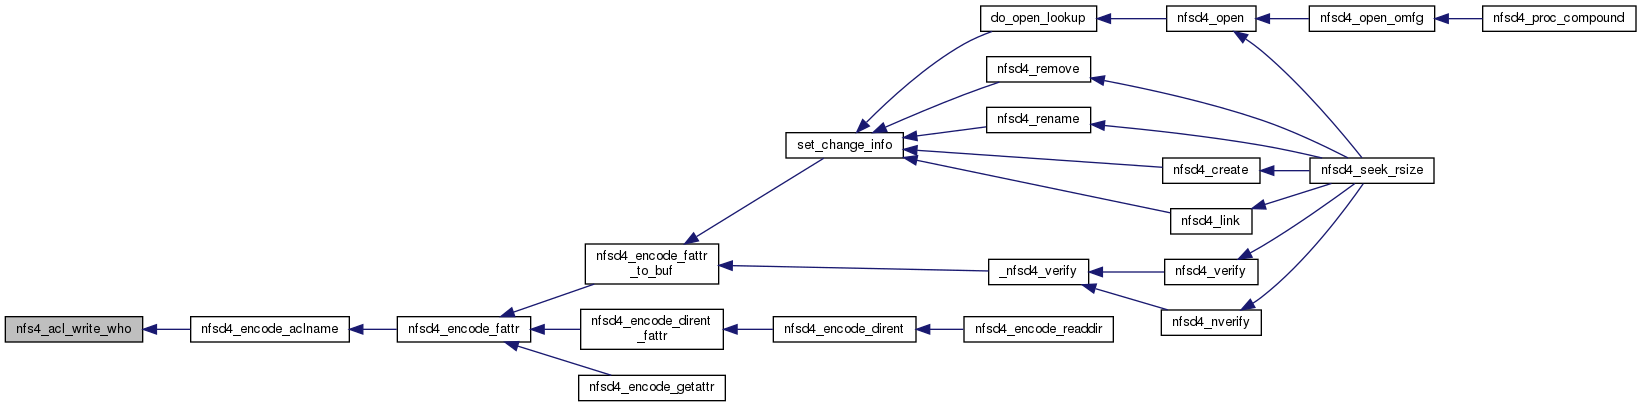 do_open_lookup
nfsd4_open
nfsd4_open_omfg
nfsd4_proc_compound
nfsd4_remove
nfsd4_rename
set_change_info
nfsd4_create
nfsd4_seek_rsize
nfsd4_link
nfsd4_encode_fattr
_to_buf
_nfsd4_verify
nfsd4_verify
nfs4_acl_write_who
nfsd4_encode_aclname
nfsd4_encode_fattr
nfsd4_encode_dirent
_fattr
nfsd4_encode_dirent
nfsd4_encode_readdir
nfsd4_nverify
nfsd4_encode_getattr